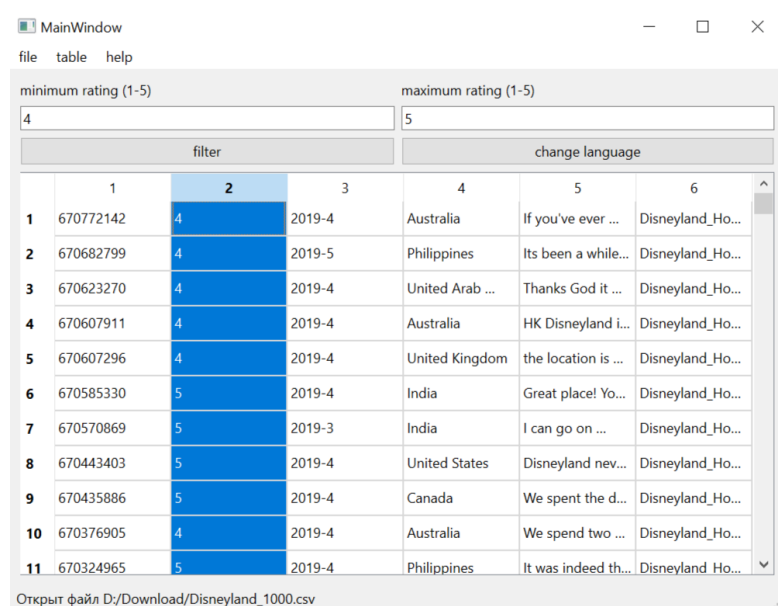 MainWindow
file table help
minimum rating (1-5) maximum rating (1-5)
4 5
filter change language
1 2 3 4 5 6
1 670772142 4 2019-4 Australia If you've ever ... Disneyland_Ho...
2 670682799 4 2019-5 Philippines Its been a while... Disneyland_Ho...
3 670623270 4 2019-4 United Arab ... Thanks God it ... Disneyland_Ho...
4 670607911 4 2019-4 Australia HK Disneyland i... Disneyland_Ho...
5 670607296 4 2019-4 United Kingdom the location is ... Disneyland_Ho...
6 670585330 5 2019-4 India Great place! Yo... Disneyland_Ho...
7 670570869 5 2019-3 India I can go on ... Disneyland_Ho...
8 670443403 5 2019-4 United States Disneyland nev... Disneyland_Ho...
9 670435886 5 2019-4 Canada We spent the d... Disneyland_Ho...
10 670376905 4 2019-4 Australia We spend two ... Disneyland_Ho...
11 670324965 5 2019-4 Philippines It was indeed th... Disneyland_Ho...
Открыт файл D:/Download/Disneyland_1000.csv